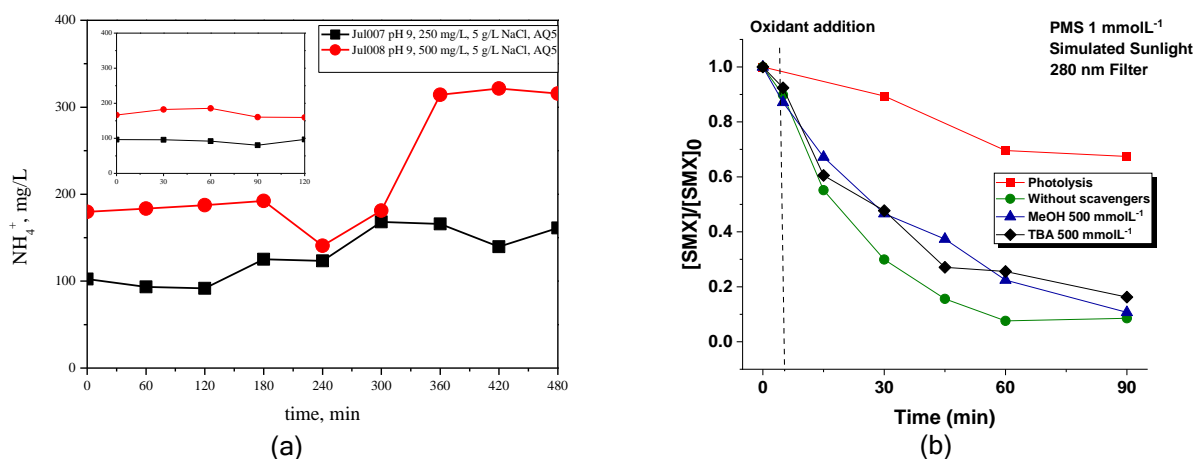 400
300
200
100
0
NH₄⁺, mg/L
400
300
200
100
0
0 30 60 90 120
Jul007 pH 9, 250 mg/L, 5 g/L NaCl, AQ5
Jul008 pH 9, 500 mg/L, 5 g/L NaCl, AQ5
0 60 120 180 240 300 360 420 480
time, min
(a)
Oxidant addition
PMS 1 mmolL⁻¹
Simulated Sunlight
280 nm Filter
1.0
0.8
0.6
0.4
0.2
0.0
[SMX]/[SMX]0
Photolysis
Without scavengers
MeOH 500 mmolL⁻¹
TBA 500 mmolL⁻¹
0 30 60 90
Time (min)
(b)